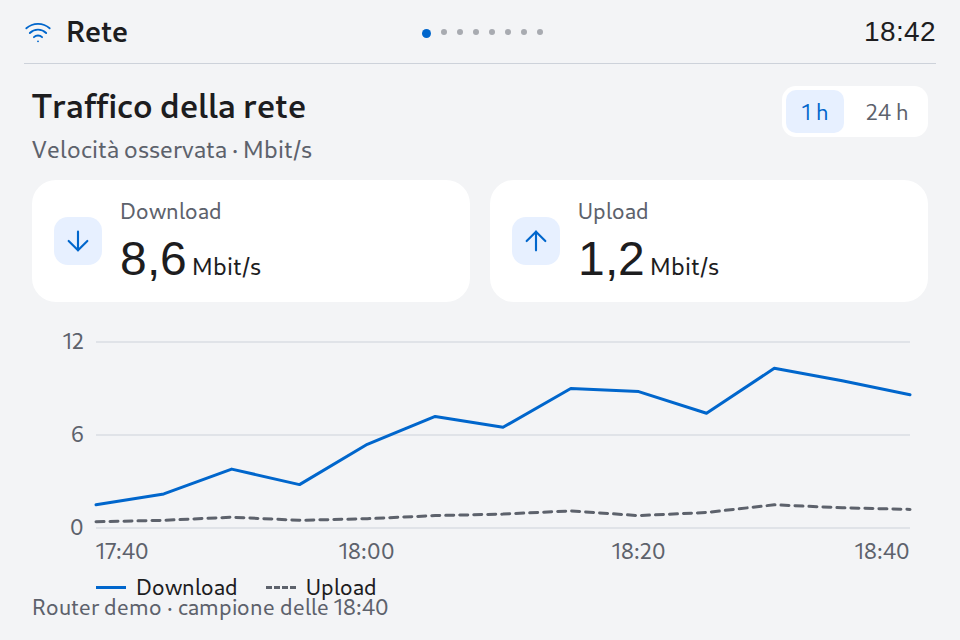 Rete
18:42
Traffico della rete
1 h
24 h
Velocità osservata · Mbit/s
Download
8,6 Mbit/s
Upload
1,2 Mbit/s
12
6
0
17:40
18:00
18:20
18:40
Download
Upload
Router demo · campione delle 18:40